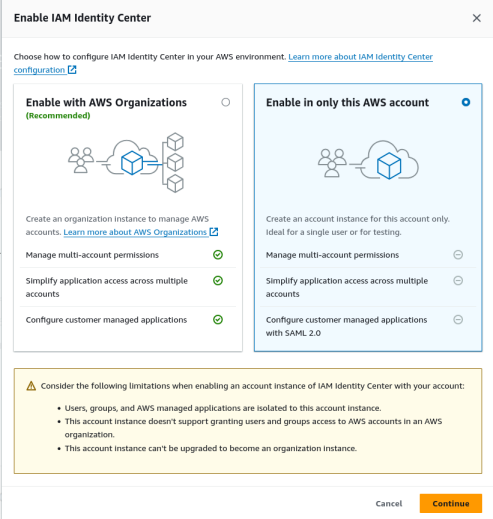 Enable IAM Identity Center
Choose how to configure IAM Identity Center in your AWS environment. Learn more about IAM Identity Center
configuration
Enable with AWS Organizations
(Recommended)
Create an organization instance to manage AWS
accounts. Learn more about AWS Organizations
Manage multi-account permissions
Simplify application access across multiple
accounts
Configure customer managed applications
Enable in only this AWS account
Create an account instance for this account only.
Ideal for a single user or for testing.
Manage multi-account permissions
Simplify application access across multiple
accounts
Configure customer managed applications
with SAML 2.0
Consider the following limitations when enabling an account instance of IAM Identity Center with your account:
• Users, groups, and AWS managed applications are isolated to this account instance.
• This account instance doesn't support granting users and groups access to AWS accounts in an AWS
organization.
• This account instance can't be upgraded to become an organization instance.
Cancel
Continue